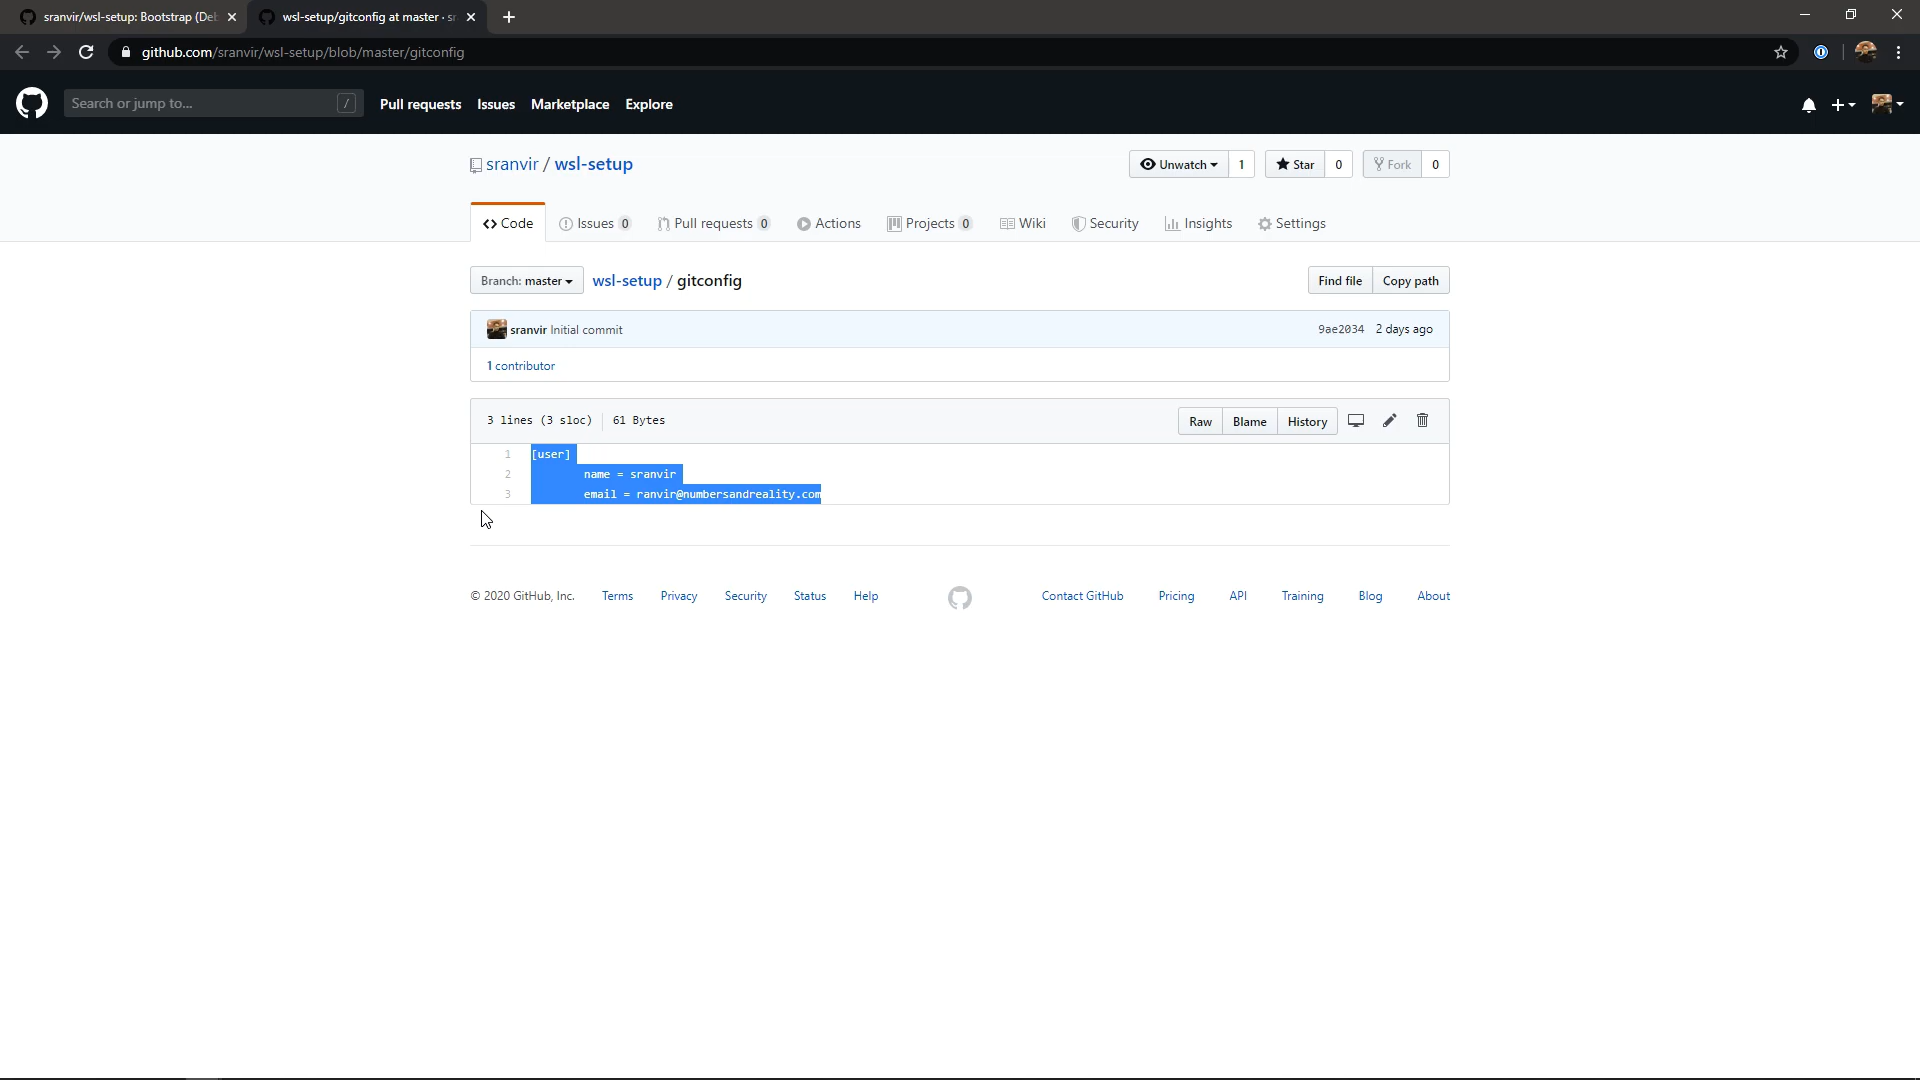 sranvir/wsl-setup: Bootstrap (Del
wsl-setup/gitconfig at master · sr
github.com/sranvir/wsl-setup/blob/master/gitconfig
Search or jump to... /
Pull requests Issues Marketplace Explore
sranvir / wsl-setup
Unwatch 1 Star 0 Fork 0
Code Issues 0 Pull requests 0 Actions Projects 0 Wiki Security Insights Settings
Branch: master wsl-setup / gitconfig Find file Copy path
sranvir Initial commit 9ae2034 2 days ago
1 contributor
3 lines (3 sloc) 61 Bytes Raw Blame History
1 [user]
2 name = sranvir
3 email = ranvir@numbersandreality.com
© 2020 GitHub, Inc. Terms Privacy Security Status Help Contact GitHub Pricing API Training Blog About